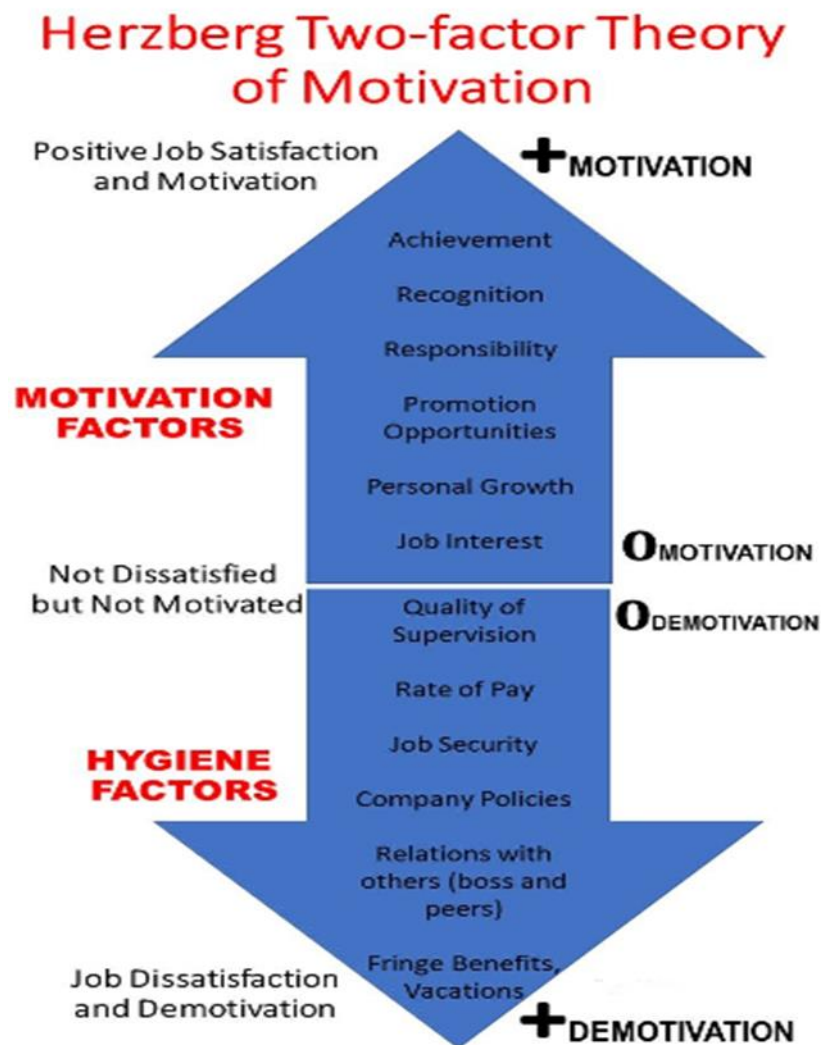 Herzberg Two-factor Theory
of Motivation
Positive Job Satisfaction
and Motivation
+MOTIVATION
Achievement
Recognition
Responsibility
MOTIVATION
FACTORS
Promotion
Opportunities
Personal Growth
Job Interest
0MOTIVATION
Not Dissatisfied
but Not Motivated
Quality of
Supervision
0DEMOTIVATION
Rate of Pay
Job Security
HYGIENE
FACTORS
Company Policies
Relations with
others (boss and
peers)
Fringe Benefits,
Vacations
Job Dissatisfaction
and Demotivation
+DEMOTIVATION